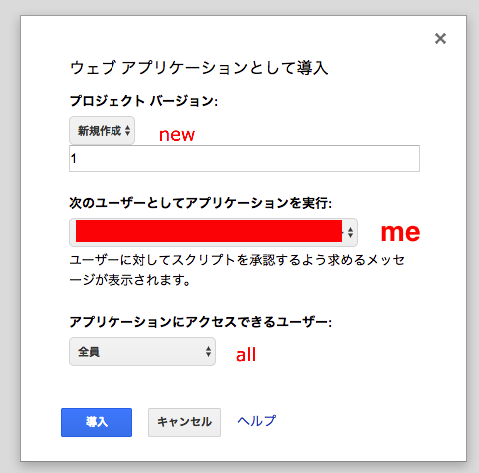 ×
ウェブ アプリケーションとして導入
プロジェクト バージョン:
新規作成 new
1
次のユーザーとしてアプリケーションを実行:
me
ユーザーに対してスクリプトを承認するよう求めるメッセ
ージが表示されます。
アプリケーションにアクセスできるユーザー:
全員 all
導入 キャンセル ヘルプ